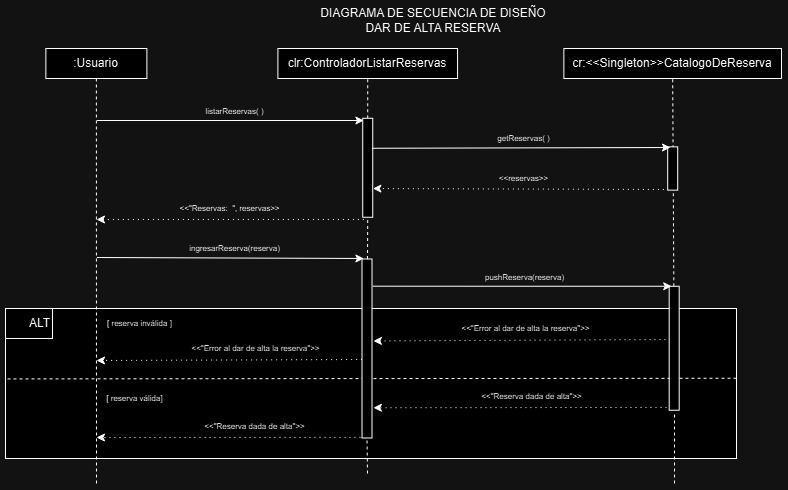 DIAGRAMA DE SECUENCIA DE DISEÑO
DAR DE ALTA RESERVA
:Usuario
clr:ControladorListarReservas
cr:<<Singleton>>CatalogoDeReserva
listarReservas( )
getReservas( )
<<reservas>>
<<"Reservas:  ", reservas>>
ingresarReserva(reserva)
pushReserva(reserva)
ALT
[ reserva inválida ]
<<"Error al dar de alta la reserva">>
<<"Error al dar de alta la reserva">>
[ reserva válida]
<<"Reserva dada de alta">>
<<"Reserva dada de alta">>